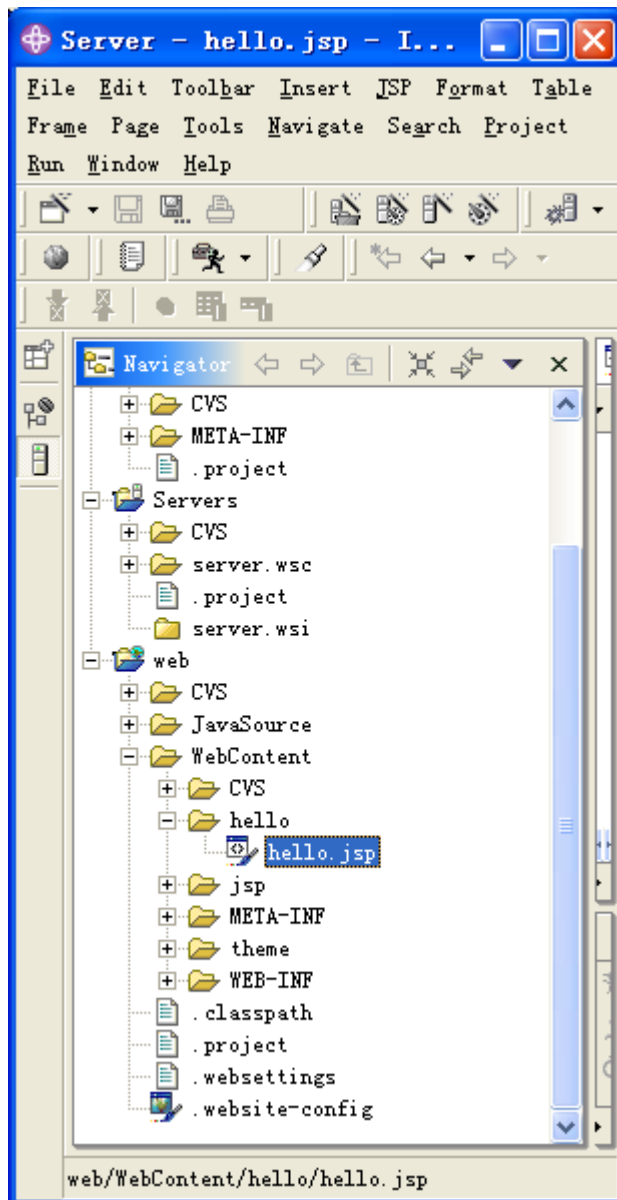 Server - hello.jsp - I...
File Edit Toolbar Insert JSP Format Table
Frame Page Tools Navigate Search Project
Run Window Help
Navigator
CVS
META-INF
.project
Servers
CVS
server.wsc
.project
server.wsi
web
CVS
JavaSource
WebContent
CVS
hello
hello.jsp
jsp
META-INF
theme
WEB-INF
.classpath
.project
.websettings
.website-config
web/WebContent/hello/hello.jsp